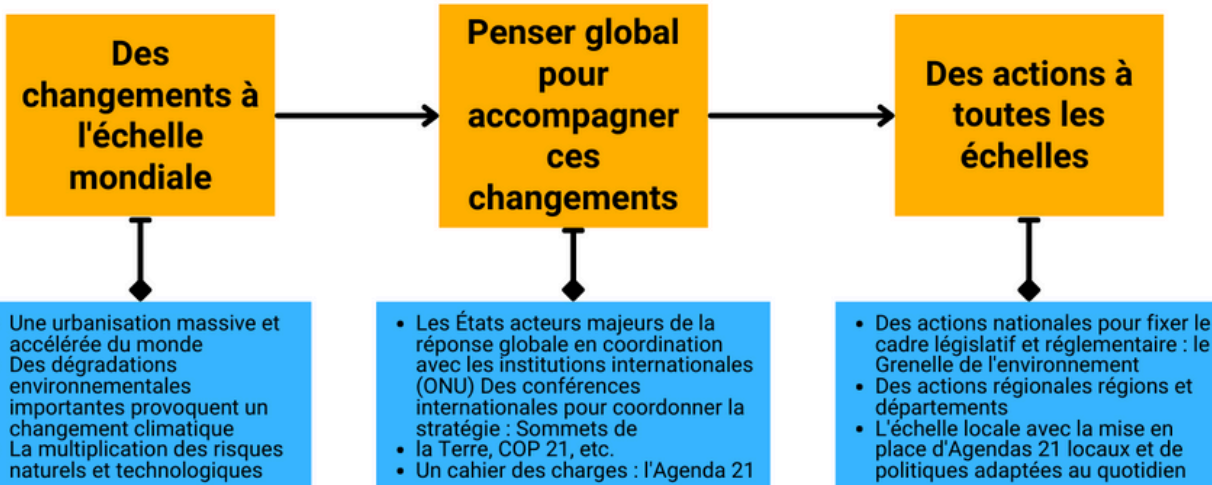 Des
changements à
l'échelle
mondiale
Penser global
pour
accompagner
ces
changements
Des actions à
toutes les
échelles
Une urbanisation massive et
accélérée du monde
Des dégradations
environnementales
importantes provoquent un
changement climatique
La multiplication des risques
naturels et technologiques
• Les États acteurs majeurs de la
réponse globale en coordination
avec les institutions internationales
(ONU) Des conférences
internationales pour coordonner la
stratégie : Sommets de
• la Terre, COP 21, etc.
• Un cahier des charges : l'Agenda 21
• Des actions nationales pour fixer le
cadre législatif et réglementaire : le
Grenelle de l'environnement
• Des actions régionales régions et
départements
• L'échelle locale avec la mise en
place d'Agendas 21 locaux et de
politiques adaptées au quotidien